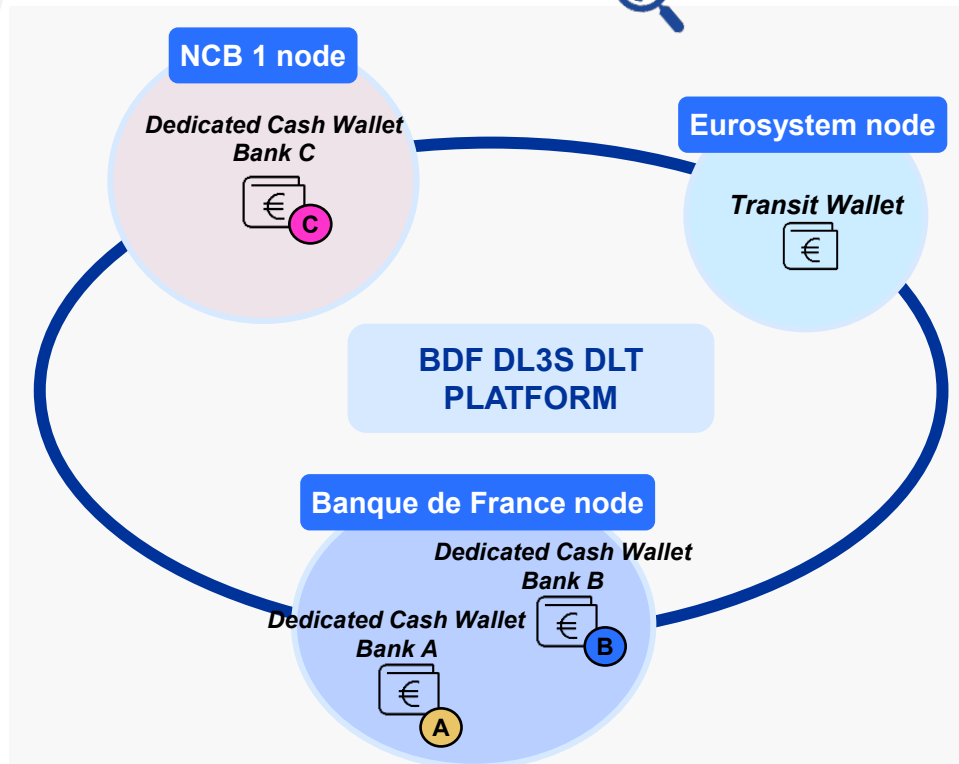 NCB 1 node
Dedicated Cash Wallet
Bank C
€
C
Eurosystem node
Transit Wallet
€
BDF DL3S DLT
PLATFORM
Banque de France node
Dedicated Cash Wallet
Bank B
€
B
Dedicated Cash Wallet
Bank A
€
A